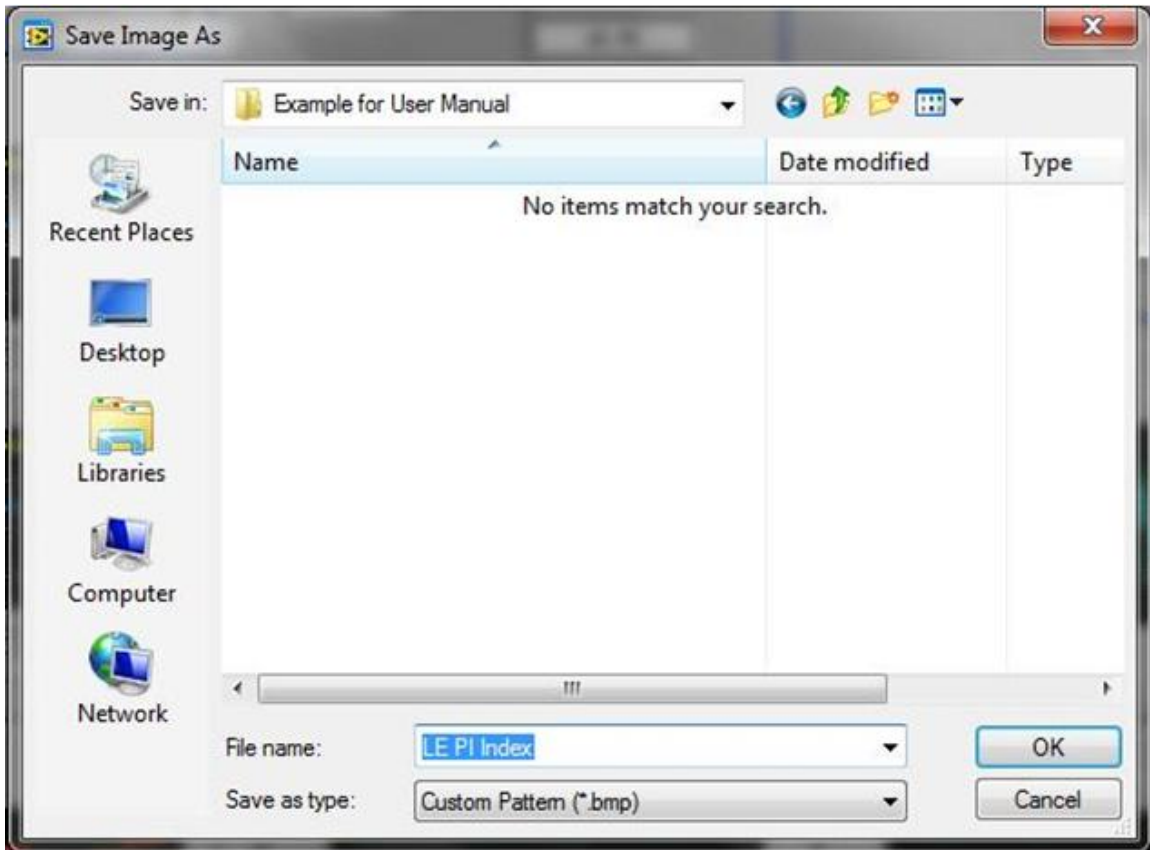 Save Image As
Save in: Example for User Manual
Name Date modified Type
No items match your search.
Recent Places
Desktop
Libraries
Computer
Network
File name: LE PI Index OK
Save as type: Custom Pattern (*.bmp) Cancel